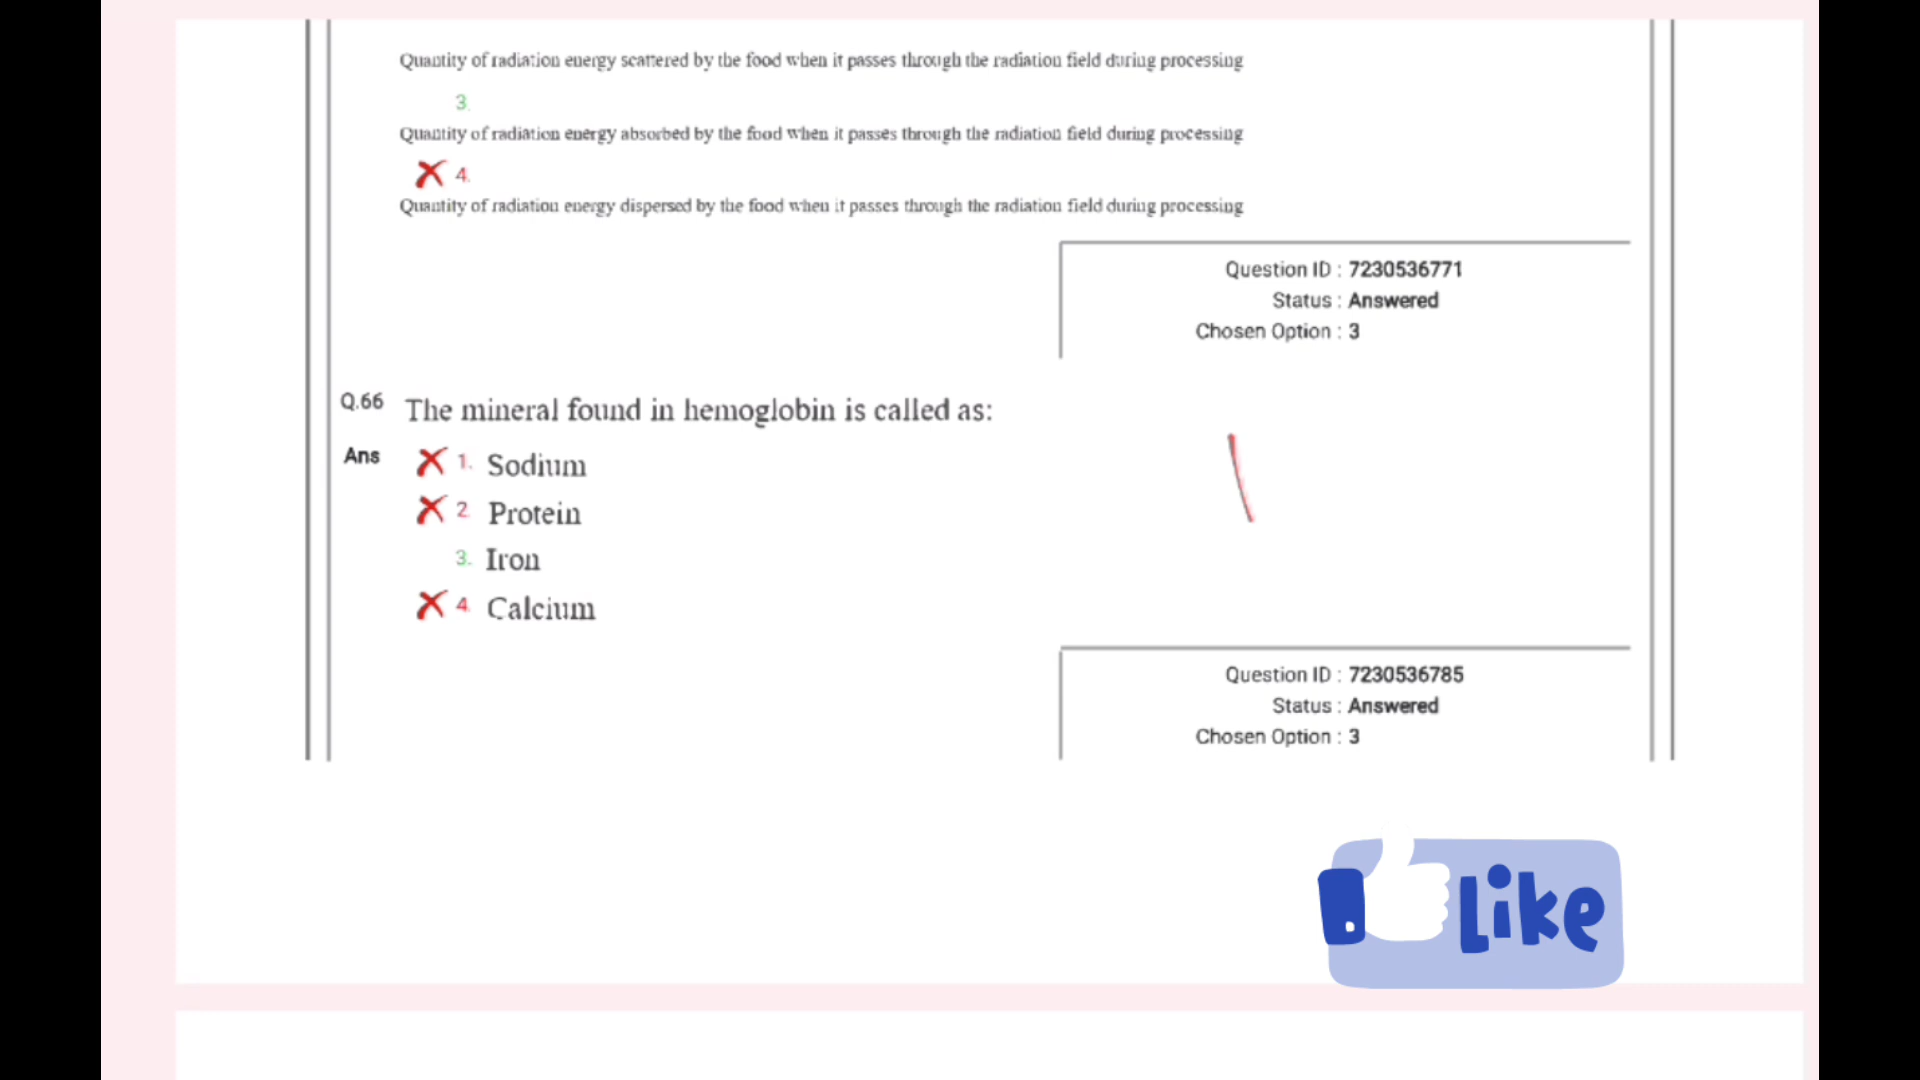 Quantity of radiation energy scattered by the food when it passes through the radiation field during processing
3.
Quantity of radiation energy absorbed by the food when it passes through the radiation field during processing
4.
Quantity of radiation energy dispersed by the food when it passes through the radiation field during processing
Question ID : 7230536771
Status : Answered
Chosen Option : 3
Q.66 The mineral found in hemoglobin is called as:
Ans 1. Sodium
2. Protein
3. Iron
4. Calcium
Question ID : 7230536785
Status : Answered
Chosen Option : 3
Like